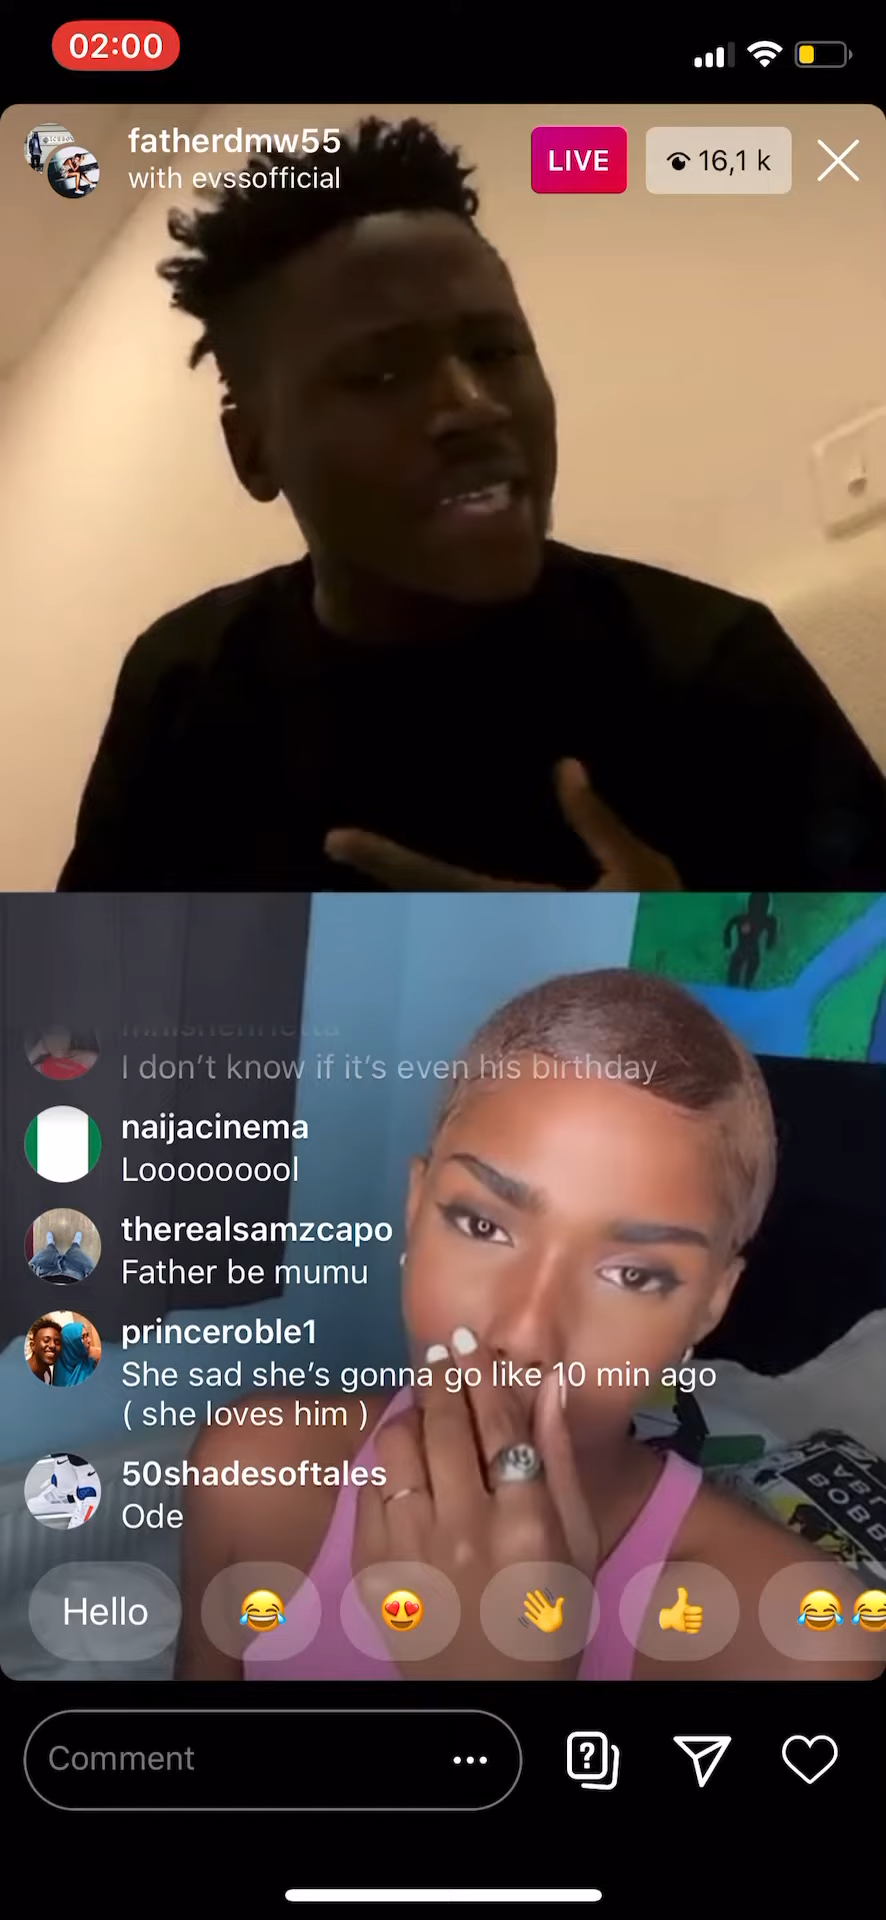 02:00
fatherdmw55
with evssofficial
LIVE
16,1 k
I don’t know if it’s even his birthday
naijacinema
Looooooool
therealsamzcapo
Father be mumu
princeroble1
She sad she’s gonna go like 10 min ago
( she loves him )
50shadesoftales
Ode
Hello 😂 😍 👋 👍 😂😂
Comment